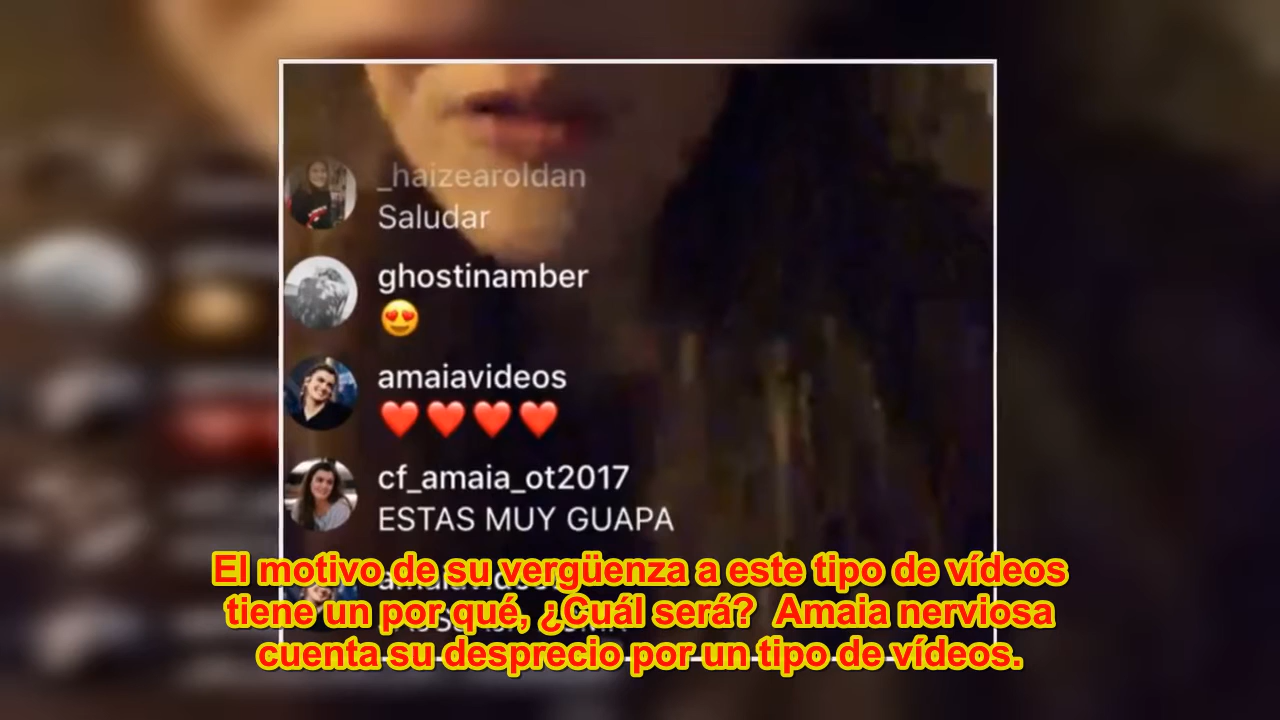 _haizearoldan
Saludar
ghostinamber
😍
amaiavideos
❤️❤️❤️❤️
cf_amaia_ot2017
ESTAS MUY GUAPA
El motivo de su vergüenza a este tipo de vídeos
tiene un por qué, ¿Cuál será?  Amaia nerviosa
cuenta su desprecio por un tipo de vídeos.